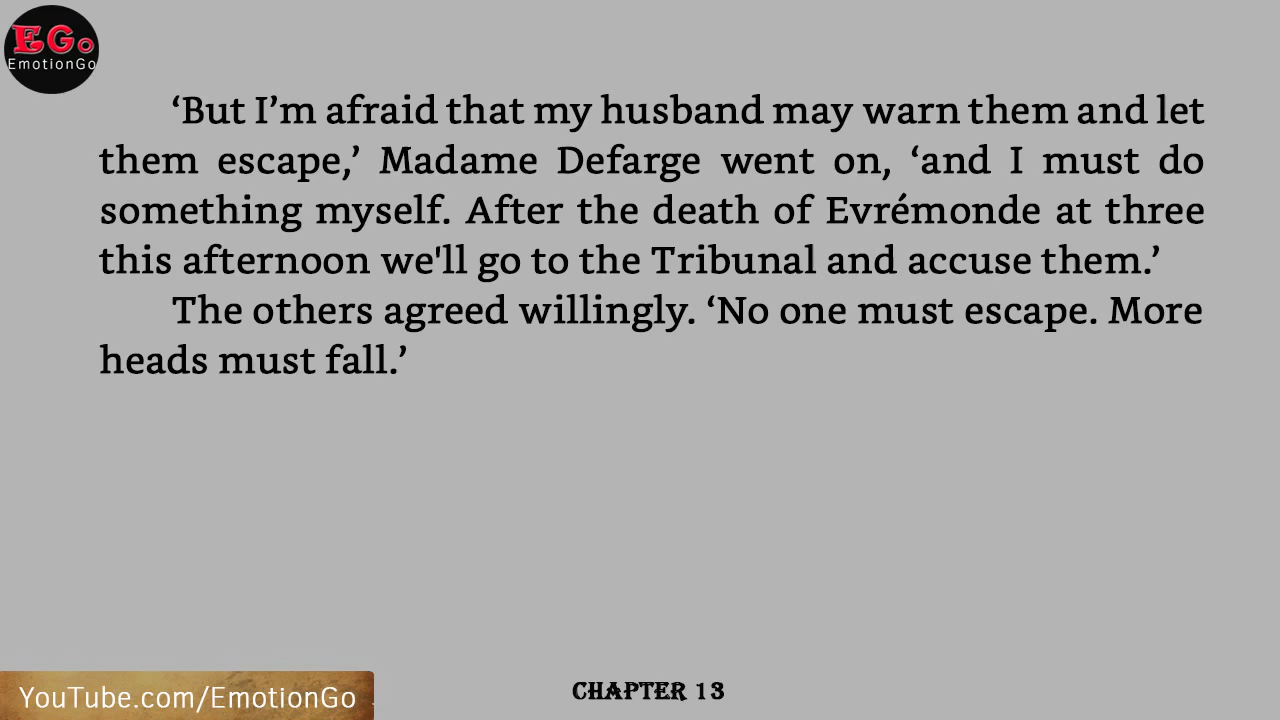 EGo
EmotionGo
‘But I’m afraid that my husband may warn them and let
them escape,’ Madame Defarge went on, ‘and I must do
something myself. After the death of Evrémonde at three
this afternoon we'll go to the Tribunal and accuse them.’
The others agreed willingly. ‘No one must escape. More
heads must fall.’
YouTube.com/EmotionGo
CHAPTER 13